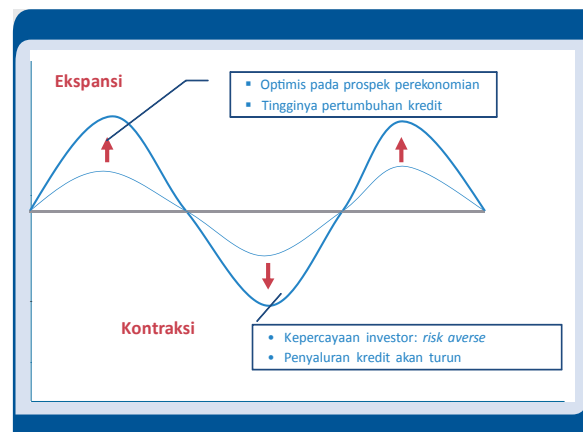 Ekspansi
▪ Optimis pada prospek perekonomian
▪ Tingginya pertumbuhan kredit
Kontraksi
• Kepercayaan investor: risk averse
• Penyaluran kredit akan turun